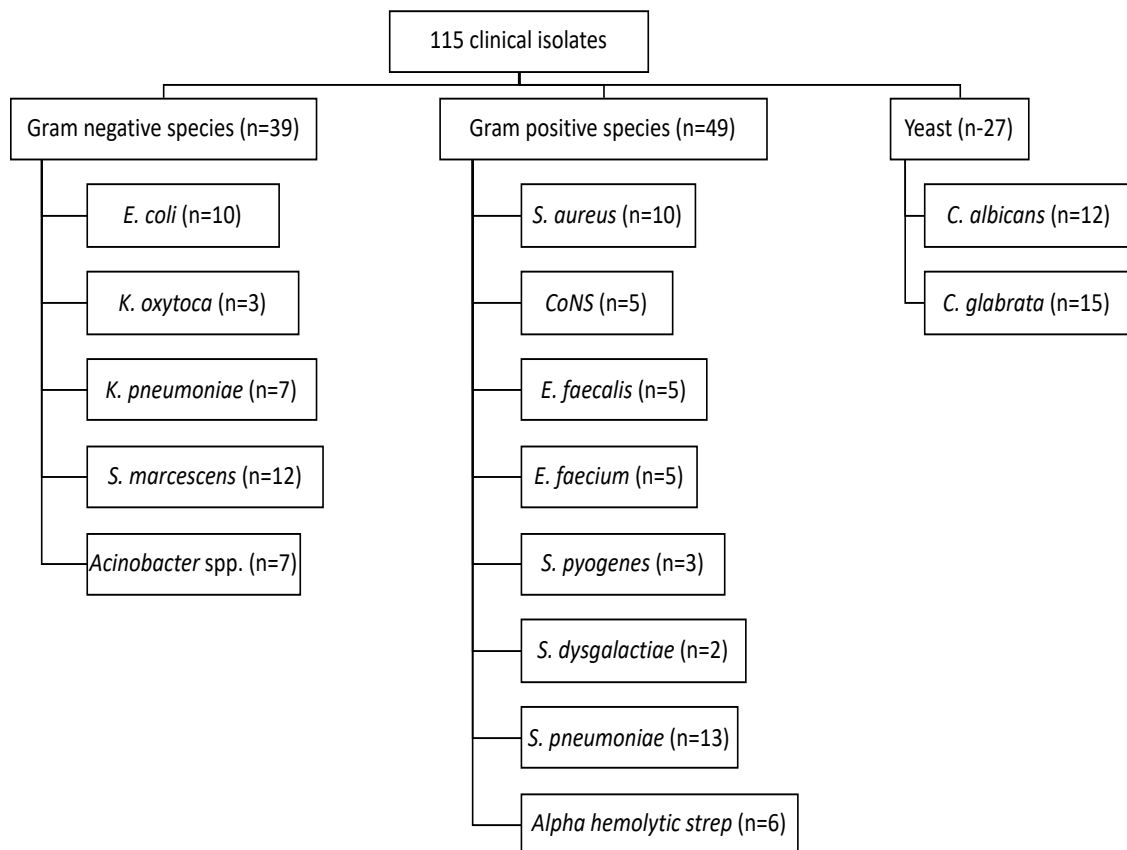 115 clinical isolates
Gram negative species (n=39)
Gram positive species (n=49)
Yeast (n-27)
E. coli (n=10)
S. aureus (n=10)
C. albicans (n=12)
K. oxytoca (n=3)
CoNS (n=5)
C. glabrata (n=15)
K. pneumoniae (n=7)
E. faecalis (n=5)
S. marcescens (n=12)
E. faecium (n=5)
Acinobacter spp. (n=7)
S. pyogenes (n=3)
S. dysgalactiae (n=2)
S. pneumoniae (n=13)
Alpha hemolytic strep (n=6)